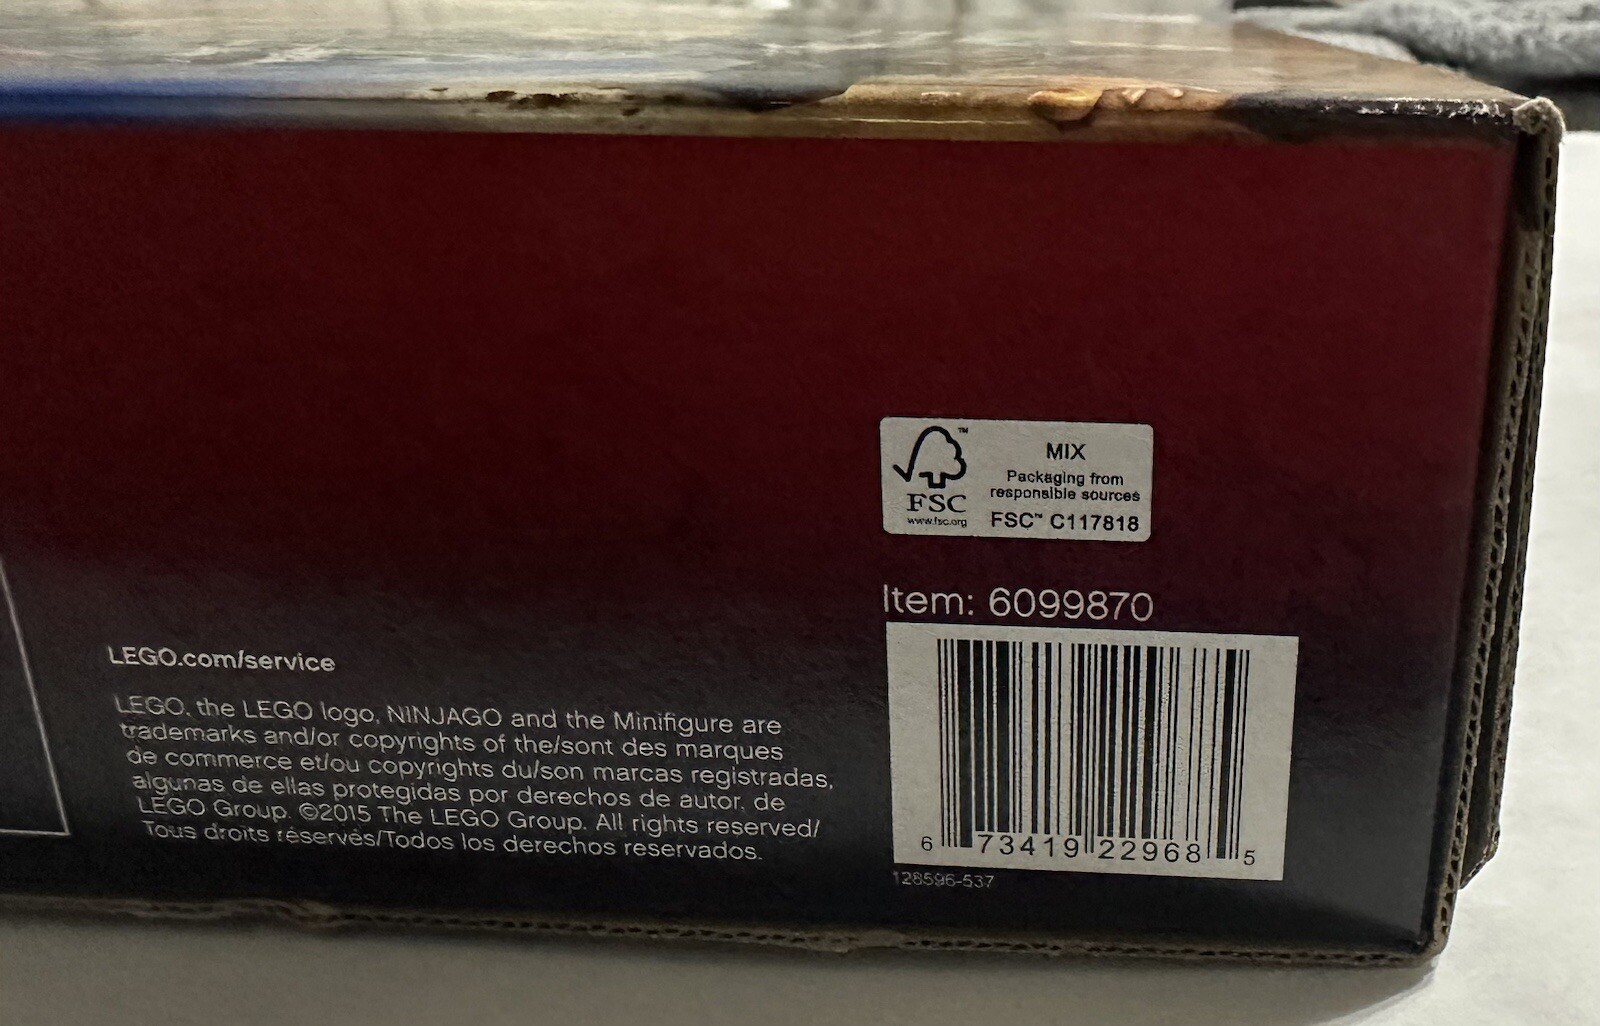 ™
MIX
Packaging from
responsible sources
FSC
www.fsc.org
FSC™ C117818
Item: 6099870
LEGO.com/service
LEGO, the LEGO logo, NINJAGO and the Minifigure are
trademarks and/or copyrights of the/sont des marques
de commerce et/ou copyrights du/son marcas registradas,
algunas de ellas protegidas por derechos de autor, de
LEGO Group. ©2015 The LEGO Group. All rights reserved/
Tous droits réservés/Todos los derechos reservados.
6 73419 22968 5
128596-537